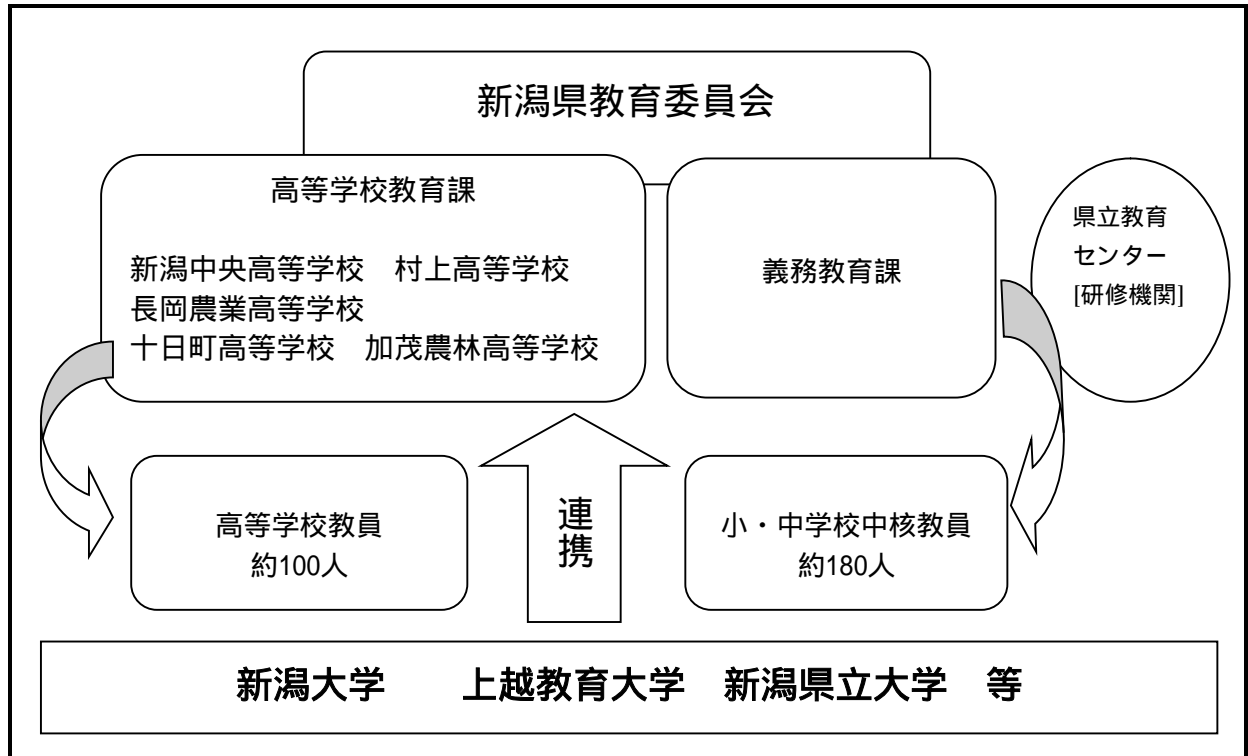 新潟県教育委員会
高等学校教育課
新潟中央高等学校　村上高等学校
長岡農業高等学校
十日町高等学校　加茂農林高等学校
義務教育課
県立教育
センター
[研修機関]
高等学校教員
約100人
連携
小・中学校中核教員
約180人
新潟大学　　上越教育大学　新潟県立大学　等